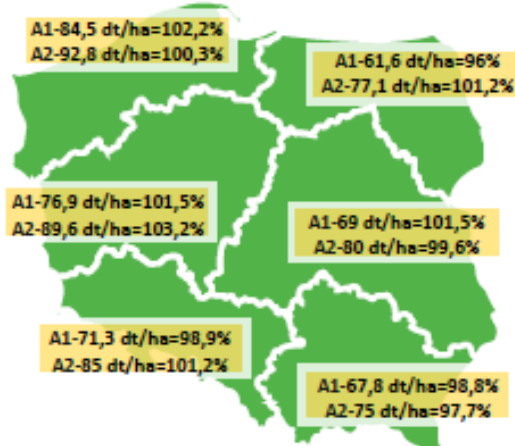 A1-84,5 dt/ha=102,2%
A2-92,8 dt/ha=100,3%
A1-61,6 dt/ha=96%
A2-77,1 dt/ha=101,2%
A1-76,9 dt/ha=101,5%
A2-89,6 dt/ha=103,2%
A1-69 dt/ha=101,5%
A2-80 dt/ha=99,6%
A1-71,3 dt/ha=98,9%
A2-85 dt/ha=101,2%
A1-67,8 dt/ha=98,8%
A2-75 dt/ha=97,7%